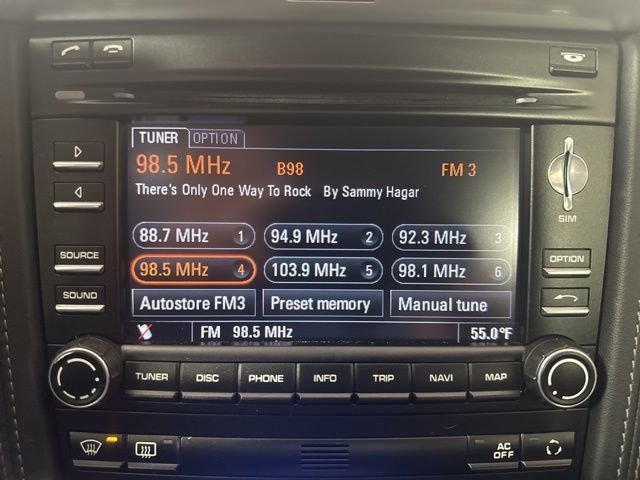 TUNER OPTION
98.5 MHz B98 FM 3
There's Only One Way To Rock By Sammy Hagar
88.7 MHz 1 94.9 MHz 2 92.3 MHz 3
98.5 MHz 4 103.9 MHz 5 98.1 MHz 6
Autostore FM3 Preset memory Manual tune
FM 98.5 MHz 55.0°F
SOURCE
SOUND
SIM
OPTION
TUNER DISC PHONE INFO TRIP NAVI MAP
AC
OFF